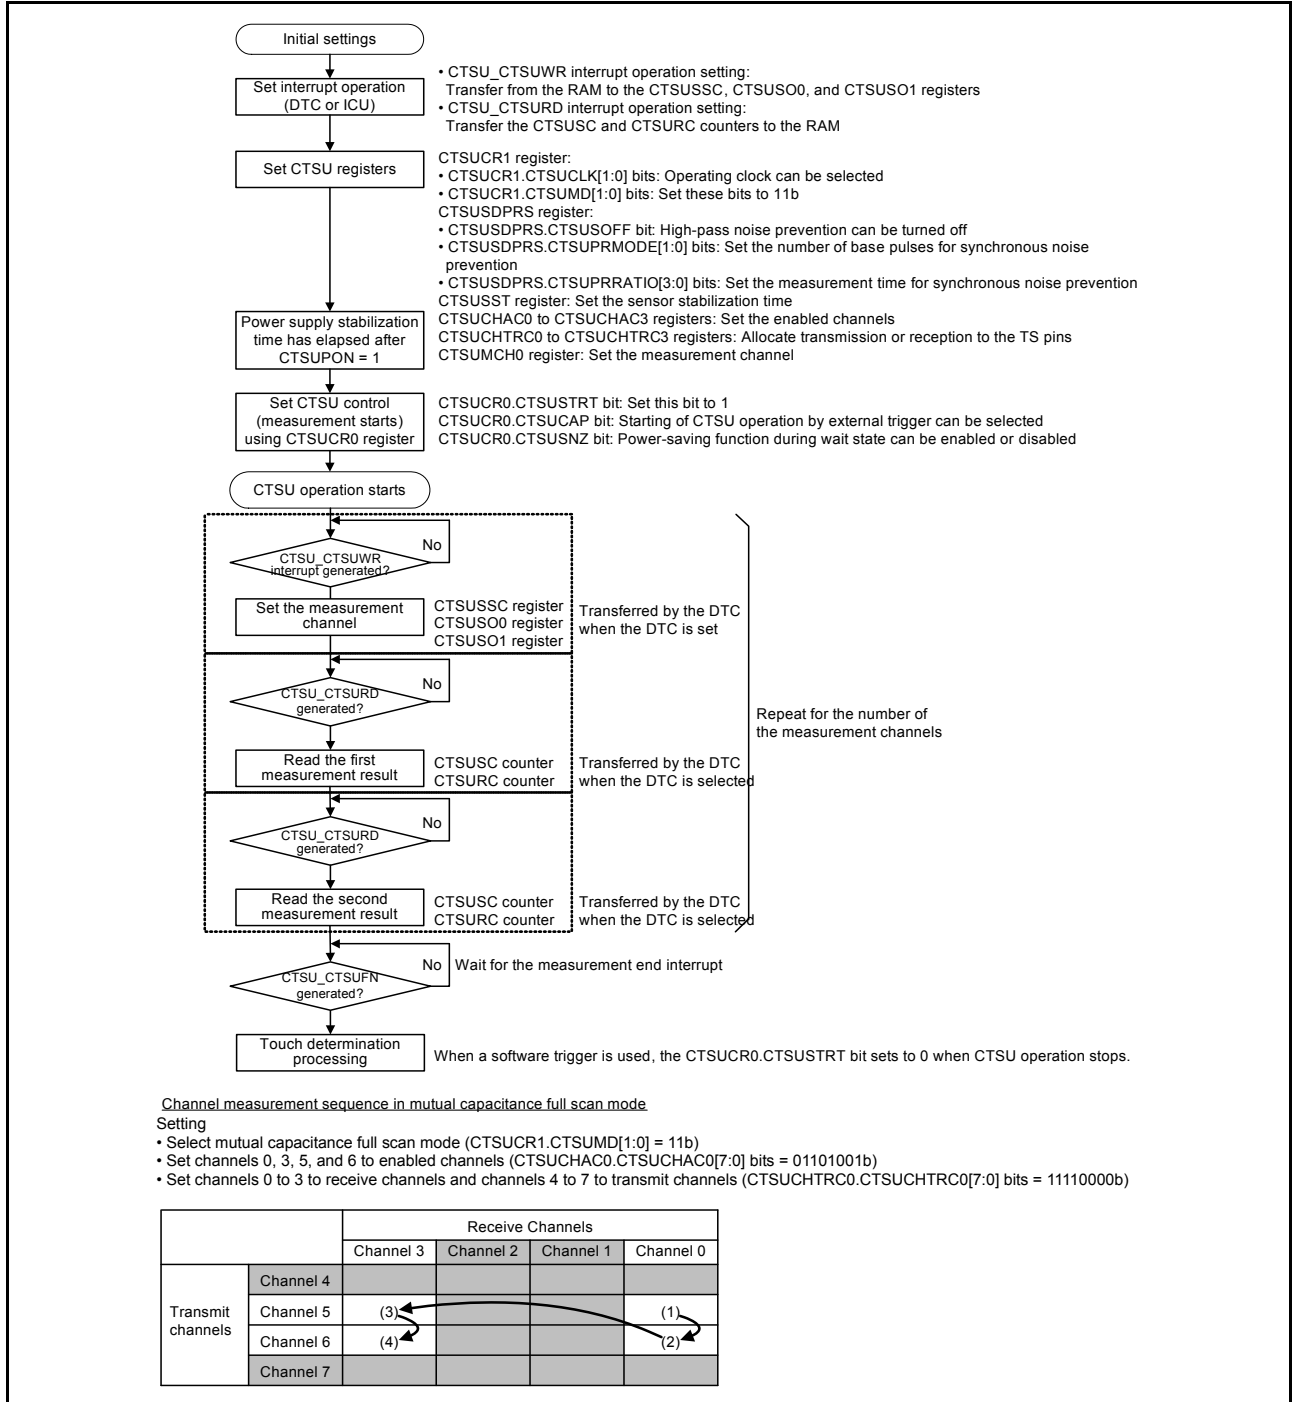 Initial settings
Set interrupt operation
(DTC or ICU)
• CTSU_CTSUWR interrupt operation setting:
Transfer from the RAM to the CTSUSSC, CTSUSO0, and CTSUSO1 registers
• CTSU_CTSURD interrupt operation setting:
Transfer the CTSUSC and CTSURC counters to the RAM
Set CTSU registers
CTSUCR1 register:
• CTSUCR1.CTSUCLK[1:0] bits: Operating clock can be selected
• CTSUCR1.CTSUMD[1:0] bits: Set these bits to 11b
CTSUSDPRS register:
• CTSUSDPRS.CTSUSOFF bit: High-pass noise prevention can be turned off
• CTSUSDPRS.CTSUPRMODE[1:0] bits: Set the number of base pulses for synchronous noise
prevention
• CTSUSDPRS.CTSUPRRATIO[3:0] bits: Set the measurement time for synchronous noise prevention
CTSUSST register: Set the sensor stabilization time
CTSUCHAC0 to CTSUCHAC3 registers: Set the enabled channels
CTSUCHTRC0 to CTSUCHTRC3 registers: Allocate transmission or reception to the TS pins
CTSUMCH0 register: Set the measurement channel
Power supply stabilization
time has elapsed after
CTSUPON = 1
Set CTSU control
(measurement starts)
using CTSUCR0 register
CTSUCR0.CTSUSTRT bit: Set this bit to 1
CTSUCR0.CTSUCAP bit: Starting of CTSU operation by external trigger can be selected
CTSUCR0.CTSUSNZ bit: Power-saving function during wait state can be enabled or disabled
CTSU operation starts
No
CTSU_CTSUWR
interrupt generated?
Set the measurement
channel
CTSUSSC register
CTSUSO0 register
CTSUSO1 register
Transferred by the DTC
when the DTC is set
No
CTSU_CTSURD
generated?
Repeat for the number of
the measurement channels
Read the first
measurement result
CTSUSC counter
CTSURC counter
Transferred by the DTC
when the DTC is selected
No
CTSU_CTSURD
generated?
Read the second
measurement result
CTSUSC counter
CTSURC counter
Transferred by the DTC
when the DTC is selected
No
Wait for the measurement end interrupt
CTSU_CTSUFN
generated?
Touch determination
processing
When a software trigger is used, the CTSUCR0.CTSUSTRT bit sets to 0 when CTSU operation stops.
Channel measurement sequence in mutual capacitance full scan mode
Setting
• Select mutual capacitance full scan mode (CTSUCR1.CTSUMD[1:0] = 11b)
• Set channels 0, 3, 5, and 6 to enabled channels (CTSUCHAC0.CTSUCHAC0[7:0] bits = 01101001b)
• Set channels 0 to 3 to receive channels and channels 4 to 7 to transmit channels (CTSUCHTRC0.CTSUCHTRC0[7:0] bits = 11110000b)
Receive Channels
Channel 3 Channel 2 Channel 1 Channel 0
Transmit
channels
Channel 4
Channel 5 (3) (1)
Channel 6 (4) (2)
Channel 7